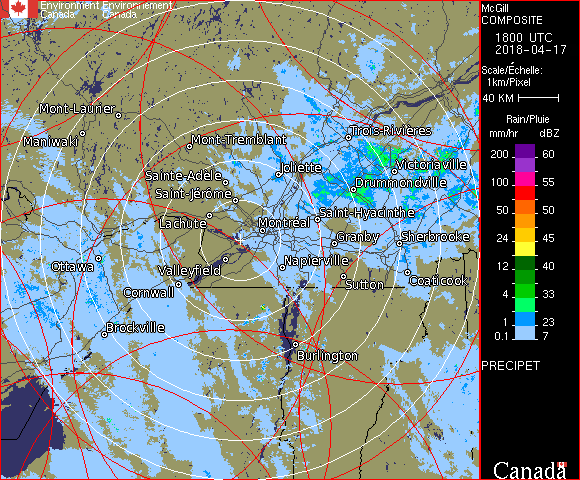 Environment Environnement
Canada Canada
McGill
COMPOSITE
1800 UTC
2018-04-17
Scale/Échelle:
1km/Pixel
40 KM
Rain/Pluie
mm/hr dBZ
200 60
100 55
50 50
24 45
12 40
4 33
1 23
0.1 7
PRECIPET
Canada
Mont-Laurier
Maniwaki
Mont-Tremblant
Trois-Rivières
Joliette
Victoriaville
Sainte-Adèle
Drummondville
Saint-Jérôme
Saint-Hyacinthe
Lachute
Montréal
Granby
Sherbrooke
Ottawa
Valleyfield
Napierville
Cornwall
Sutton
Coaticook
Brockville
Burlington